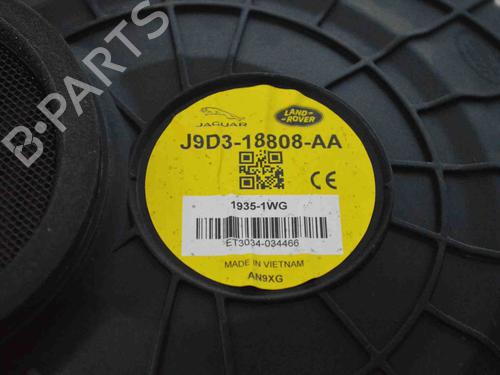 B-PARTS
JAGUAR
LAND-
ROVER
J9D3-18808-AA
CE
1935-1WG
ET3034-034466
MADE IN VIETNAM
AN9XG